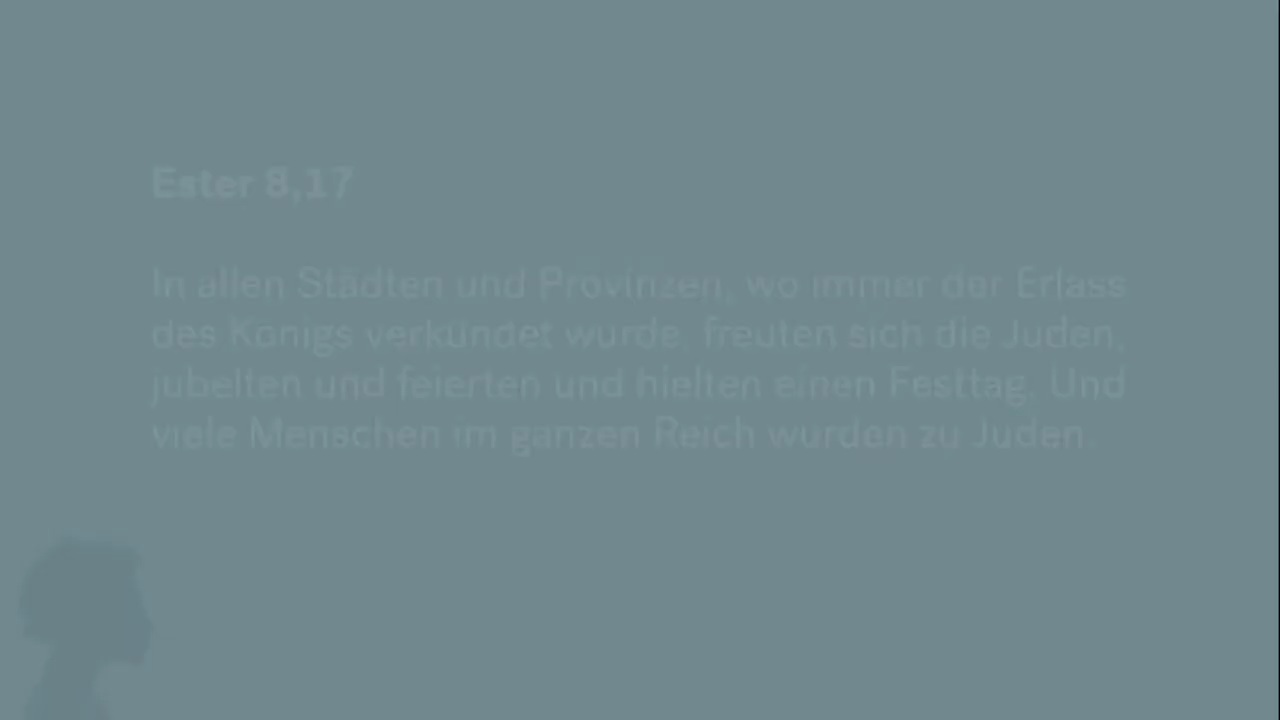 Ester 8,17
In allen Städten und Provinzen, wo immer der Erlass
des Königs verkündet wurde, freuten sich die Juden,
jubelten und feierten und hielten einen Festtag. Und
viele Menschen im ganzen Reich wurden zu Juden.